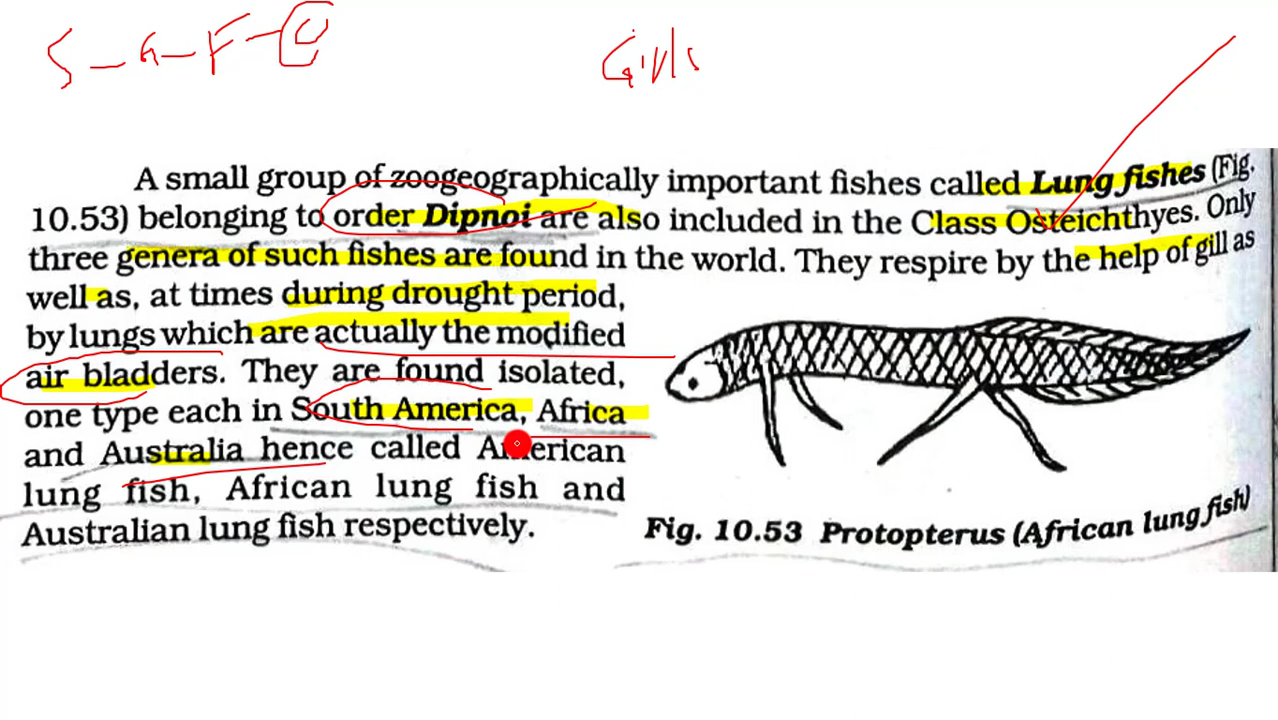 S - G - F - C
Girls
A small group of zoogeographically important fishes called Lung fishes (Fig.
10.53) belonging to order Dipnoi are also included in the Class Osteichthyes. Only
three genera of such fishes are found in the world. They respire by the help of gill as
well as, at times during drought period,
by lungs which are actually the modified
air bladders. They are found isolated,
one type each in South America, Africa
and Australia hence called American
lung fish, African lung fish and
Australian lung fish respectively.
Fig. 10.53 Protopterus (African lung fish)